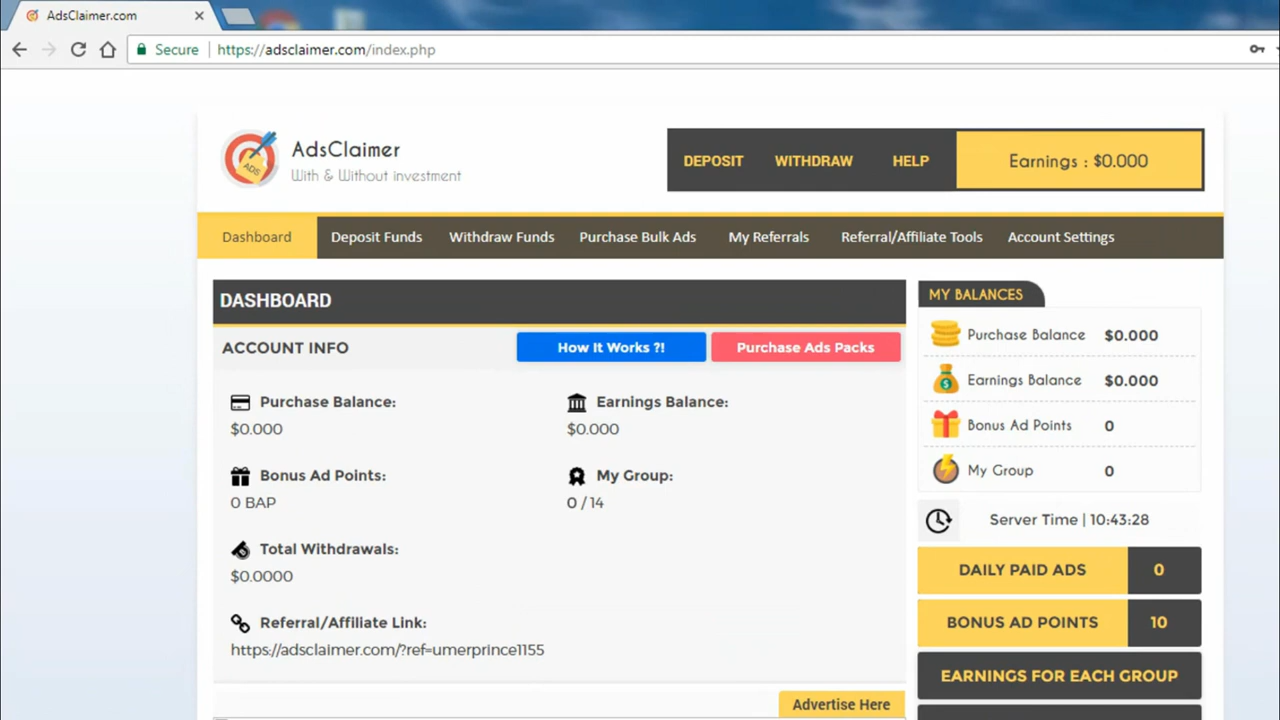 AdsClaimer.com
Secure https://adsclaimer.com/index.php
ADS
AdsClaimer
With & Without investment
DEPOSIT WITHDRAW HELP Earnings : $0.000
Dashboard Deposit Funds Withdraw Funds Purchase Bulk Ads My Referrals Referral/Affiliate Tools Account Settings
DASHBOARD
ACCOUNT INFO How It Works ?! Purchase Ads Packs
Purchase Balance: Earnings Balance:
$0.000 $0.000
Bonus Ad Points: My Group:
0 BAP 0 / 14
Total Withdrawals:
$0.0000
Referral/Affiliate Link:
https://adsclaimer.com/?ref=umerprince1155
Advertise Here
MY BALANCES
Purchase Balance $0.000
Earnings Balance $0.000
Bonus Ad Points 0
My Group 0
Server Time | 10:43:28
DAILY PAID ADS 0
BONUS AD POINTS 10
EARNINGS FOR EACH GROUP